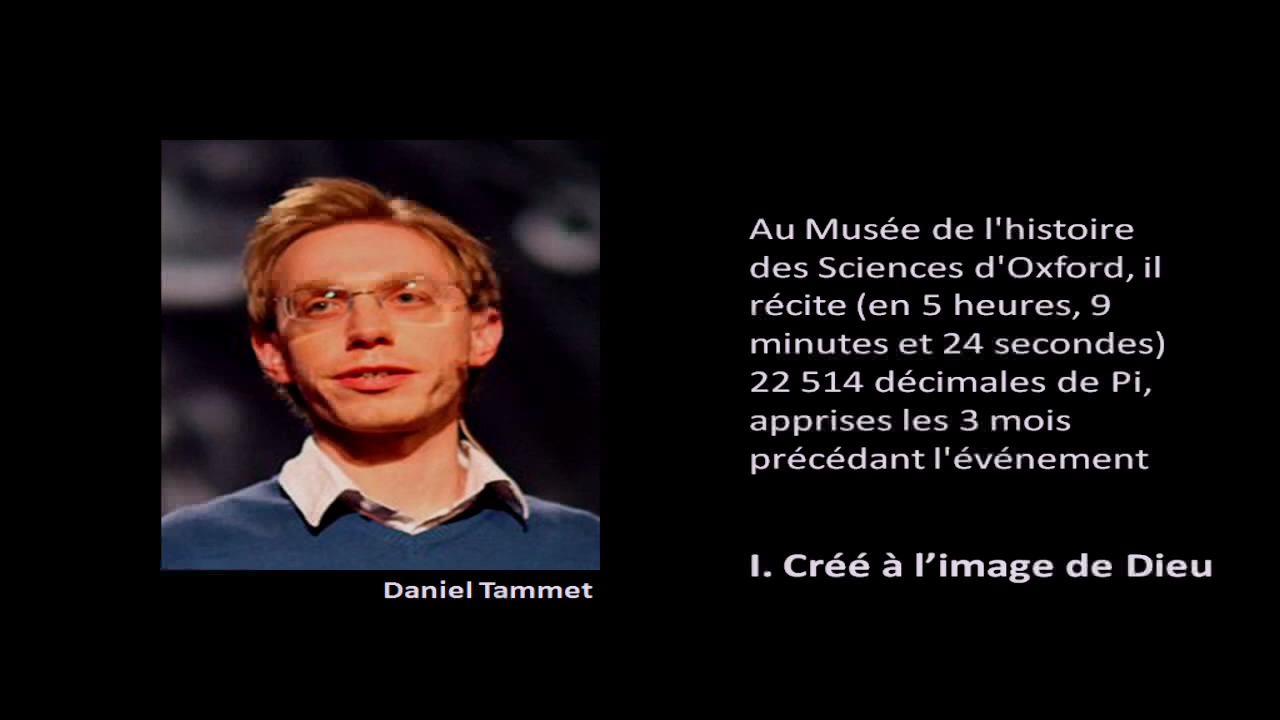 Au Musée de l'histoire
des Sciences d'Oxford, il
récite (en 5 heures, 9
minutes et 24 secondes)
22 514 décimales de Pi,
apprises les 3 mois
précédant l'événement
I. Créé à l’image de Dieu
Daniel Tammet